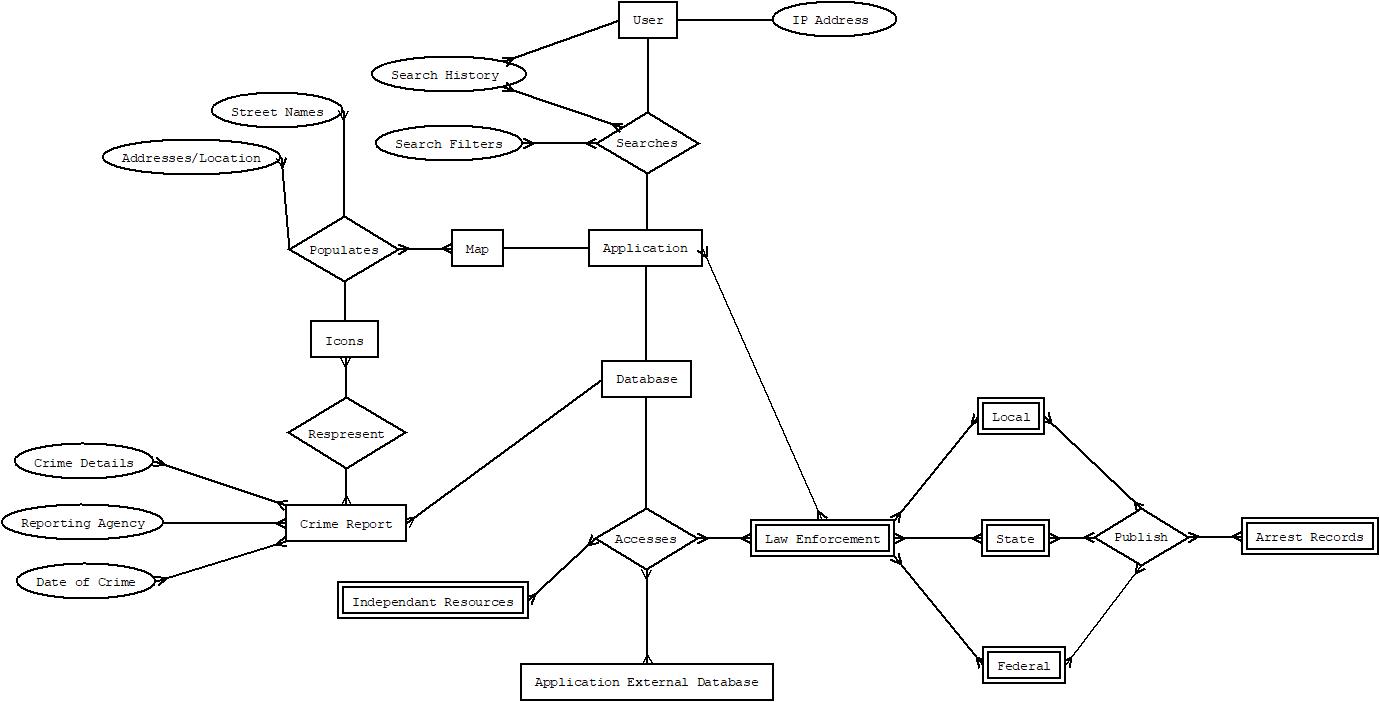 User
IP Address
Search History
Street Names
Search Filters
Searches
Addresses/Location
Populates
Map
Application
Icons
Database
Local
Respresent
Crime Details
Reporting Agency
Crime Report
Accesses
Law Enforcement
State
Publish
Arrest Records
Date of Crime
Independant Resources
Federal
Application External Database